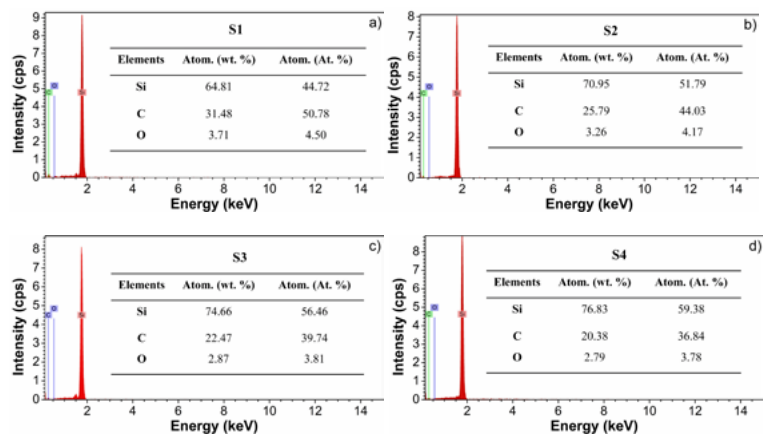 S1
a)
Elements Atom. (wt. %) Atom. (At. %)
Si 64.81 44.72
C 31.48 50.78
O 3.71 4.50
Intensity (cps)
9
8
7
6
5
4
3
2
1
0
2 4 6 8 10 12 14
Energy (keV)
S2
b)
Elements Atom. (wt. %) Atom. (At. %)
Si 70.95 51.79
C 25.79 44.03
O 3.26 4.17
Intensity (cps)
8
7
6
5
4
3
2
1
0
0 2 4 6 8 10 12 14
Energy (keV)
S3
c)
Elements Atom. (wt. %) Atom. (At. %)
Si 74.66 56.46
C 22.47 39.74
O 2.87 3.81
Intensity (cps)
8
7
6
5
4
3
2
1
0
2 4 6 8 10 12 14
Energy (keV)
S4
d)
Elements Atom. (wt. %) Atom. (At. %)
Si 76.83 59.38
C 20.38 36.84
O 2.79 3.78
Intensity (cps)
8
7
6
5
4
3
2
1
0
2 4 6 8 10 12 14
Energy (keV)